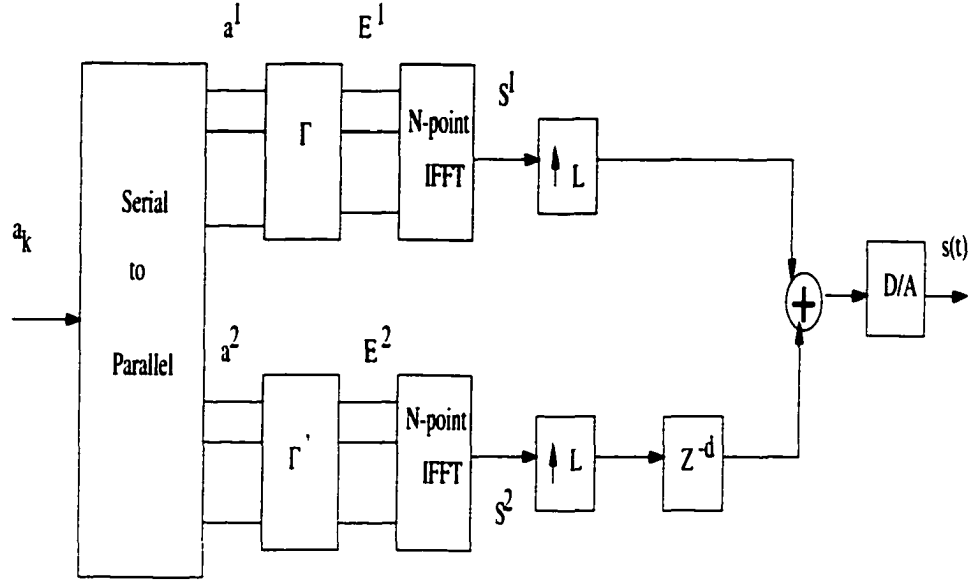 a^1
E^1
Γ
N-point
IFFT
S^1
↑ L
Serial
to
Parallel
a_k
+
D/A
s(t)
a^2
E^2
Γ'
N-point
IFFT
S^2
↑ L
Z^-d